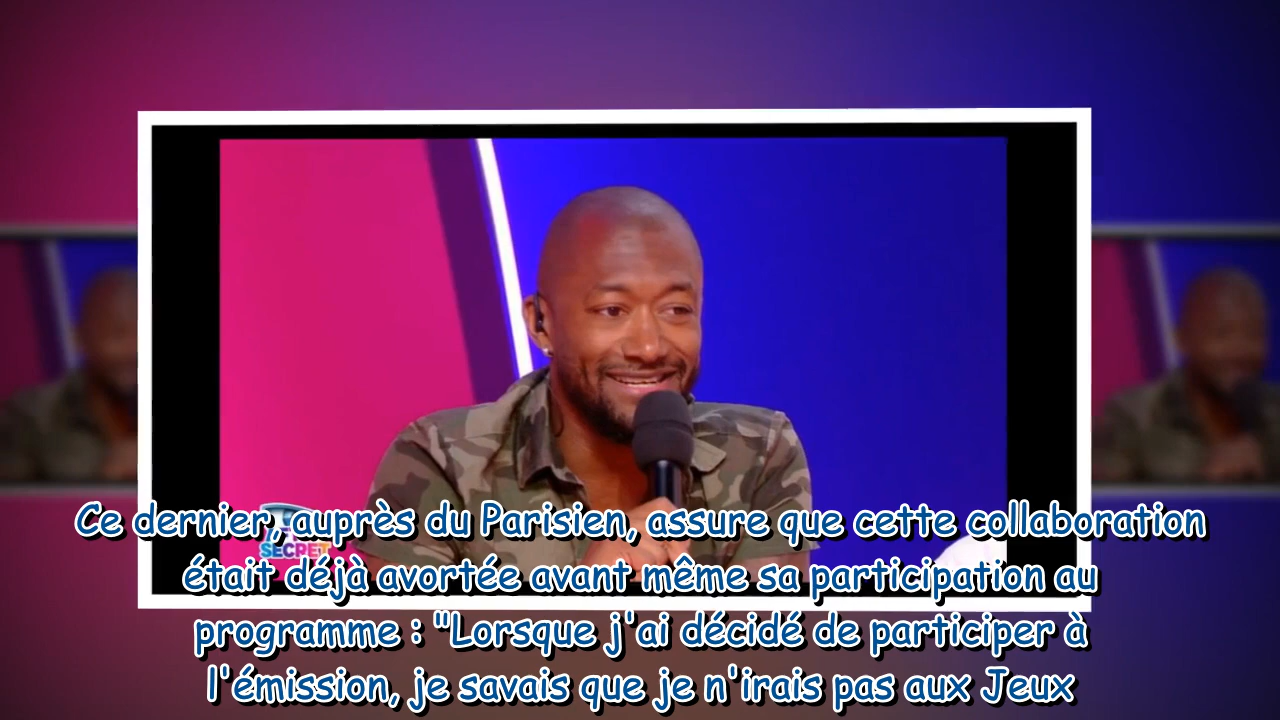 Ce dernier, auprès du Parisien, assure que cette collaboration
était déjà avortée avant même sa participation au
programme : "Lorsque j'ai décidé de participer à
l'émission, je savais que je n'irais pas aux Jeux
SECRET